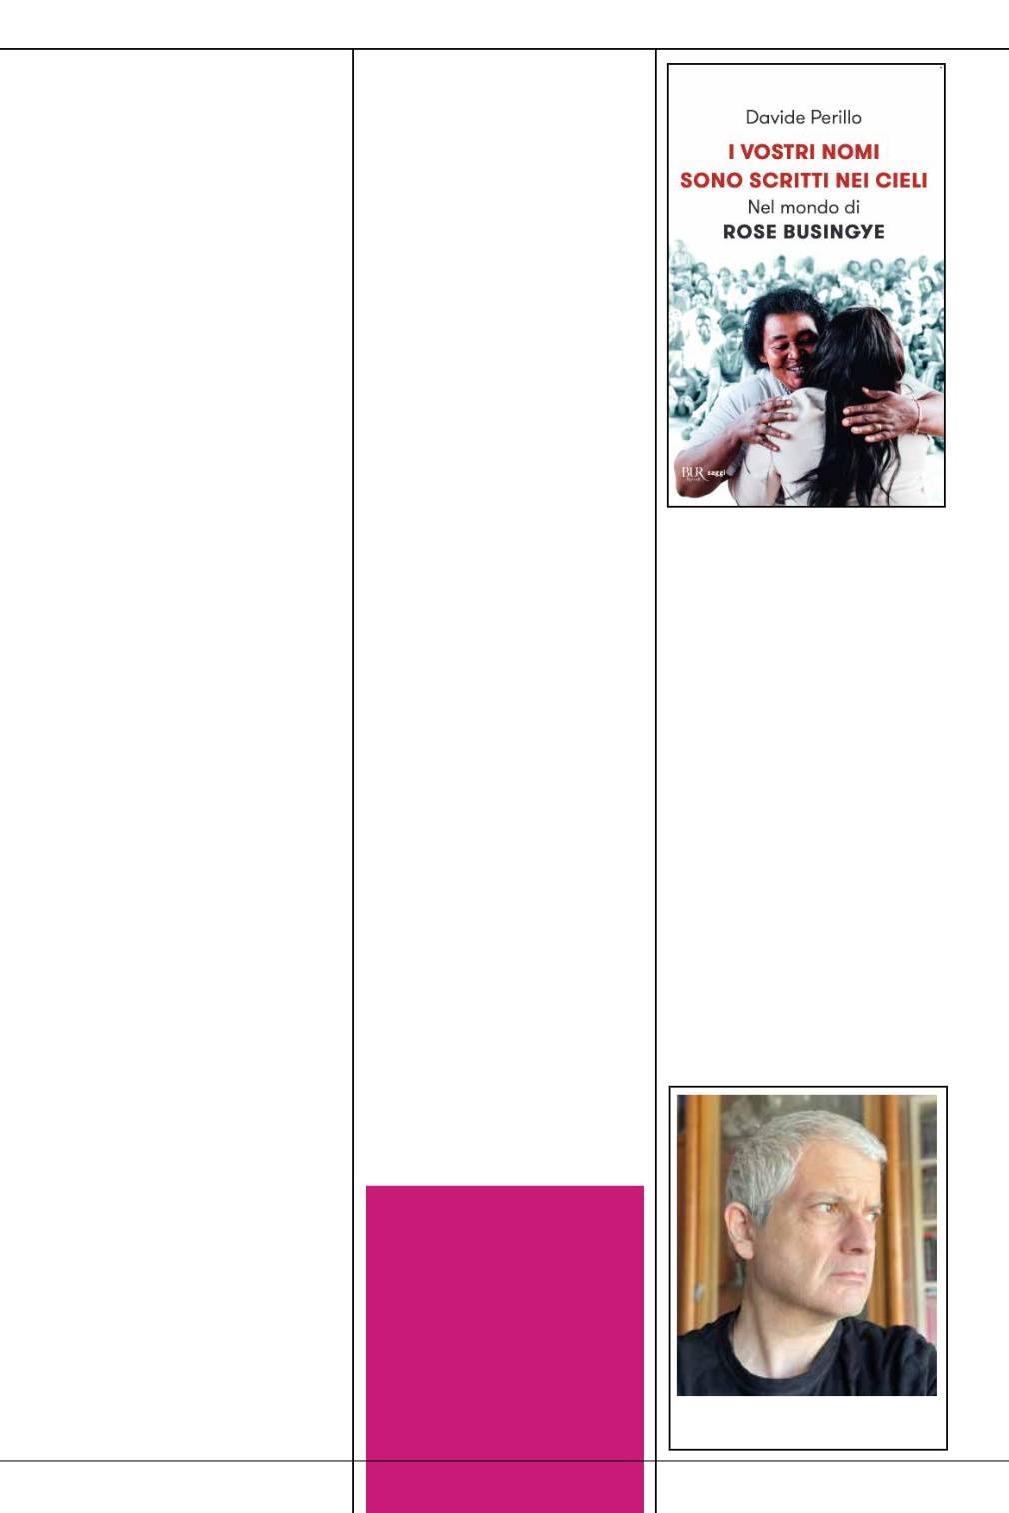 Davide Perillo
I VOSTRI NOMI
SONO SCRITTI NEI CIELI
Nel mondo di
ROSE BUSINGYE
BUR saggi